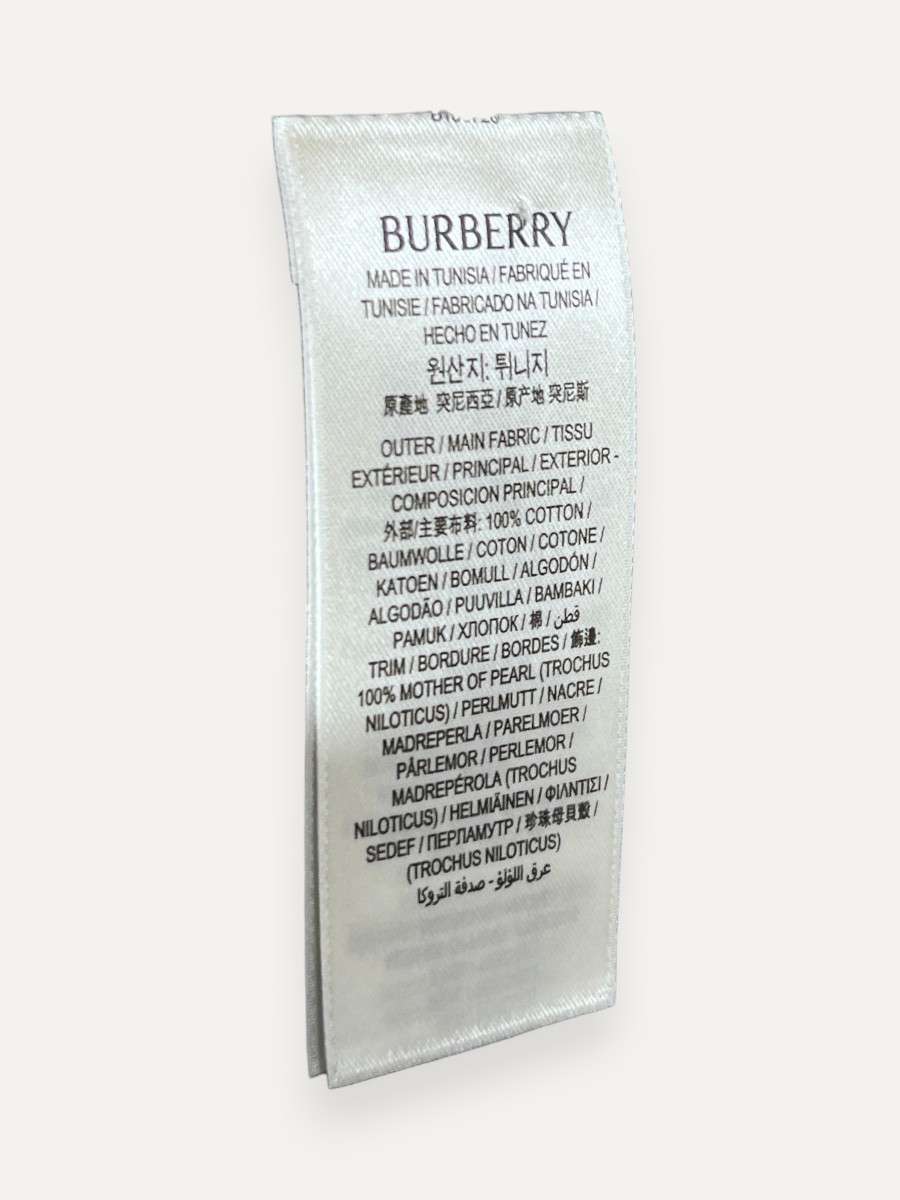 BURBERRY
MADE IN TUNISIA / FABRIQUÉ EN
TUNISIE / FABRICADO NA TUNISIA /
HECHO EN TUNEZ
원산지: 튀니지
原產地 突尼西亞 / 原产地 突尼斯
OUTER / MAIN FABRIC / TISSU
EXTÉRIEUR / PRINCIPAL / EXTERIOR -
COMPOSICION PRINCIPAL /
外部/主要布料: 100% COTTON /
BAUMWOLLE / COTON / COTONE /
KATOEN / BOMULL / ALGODÓN /
ALGODÃO / PUUVILLA / BAMBAKI /
PAMUK / ХЛОПОК / 棉 / قطن
TRIM / BORDURE / BORDES / 飾邊:
100% MOTHER OF PEARL (TROCHUS
NILOTICUS) / PERLMUTT / NACRE /
MADREPERLA / PARELMOER /
PÄRLEMOR / PERLEMOR /
MADREPÉROLA (TROCHUS
NILOTICUS) / HELMIÄINEN / ΦΙΛΝΤΙΣΙ /
SEDEF / ПЕРЛАМУТР / 珍珠母貝殼 /
(TROCHUS NILOTICUS)
عرق اللؤلؤ - صدفة التروكا